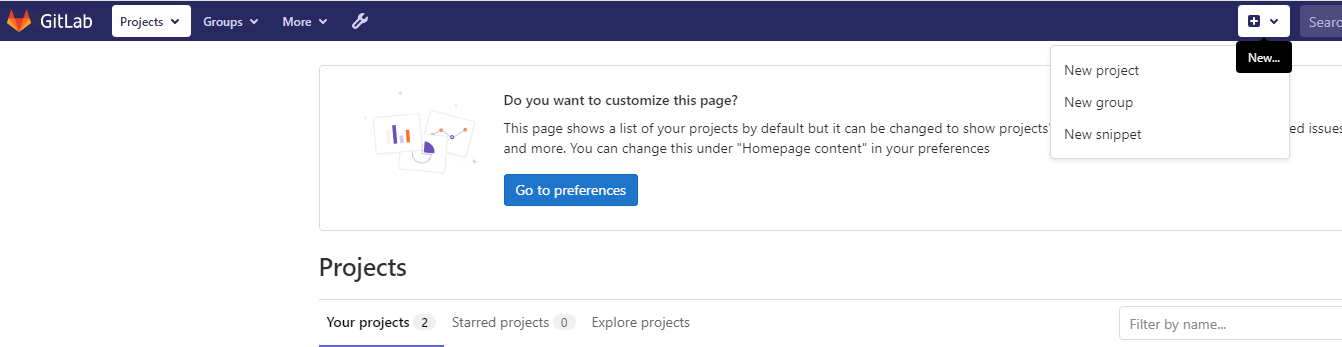 GitLab Projects Groups More Searc
New...
New project
New group
New snippet
Do you want to customize this page?
This page shows a list of your projects by default but it can be changed to show projects' ed issues
and more. You can change this under "Homepage content" in your preferences
Go to preferences
Projects
Your projects 2 Starred projects 0 Explore projects Filter by name...